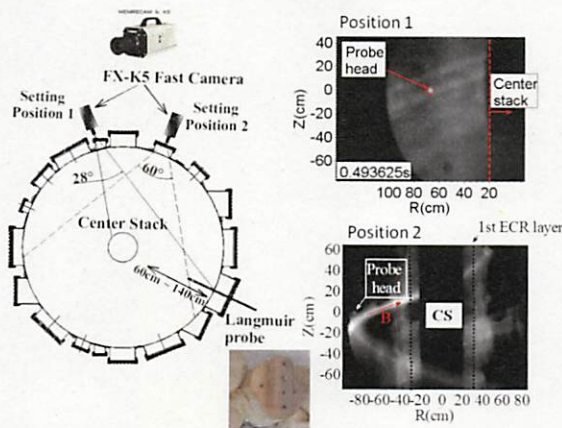 MEMRECAM fx K5
FX-K5 Fast Camera
Setting
Position 1
Setting
Position 2
28°
60°
Center Stack
60cm ~ 140cm
Langmuir
probe
Position 1
Probe
head
Center
stack
40
20
0
-20
-40
-60
Z(cm)
0.493625s
100 80 60 40 20
R(cm)
1st ECR layer
Position 2
Probe
head
B
CS
60
40
20
0
-20
-40
-60
Z(cm)
-80-60-40-20 0 20 40 60 80
R(cm)